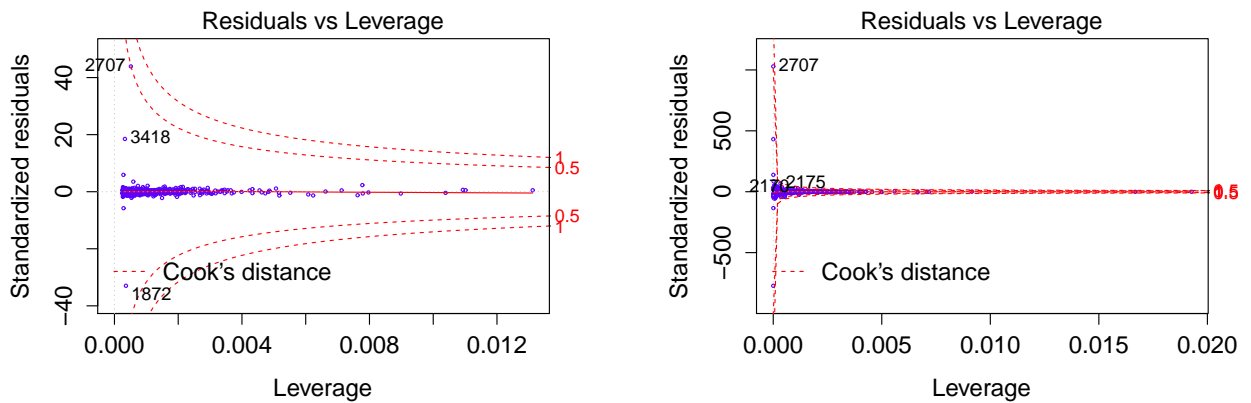 Residuals vs Leverage
Standardized residuals
40
20
0
−40
2707
3418
1872
1
0.5
0.5
1
Cook's distance
0.000 0.004 0.008 0.012
Leverage
Residuals vs Leverage
Standardized residuals
500
0
−500
2707
2170
2175
Cook's distance
0.000 0.005 0.010 0.015 0.020
Leverage